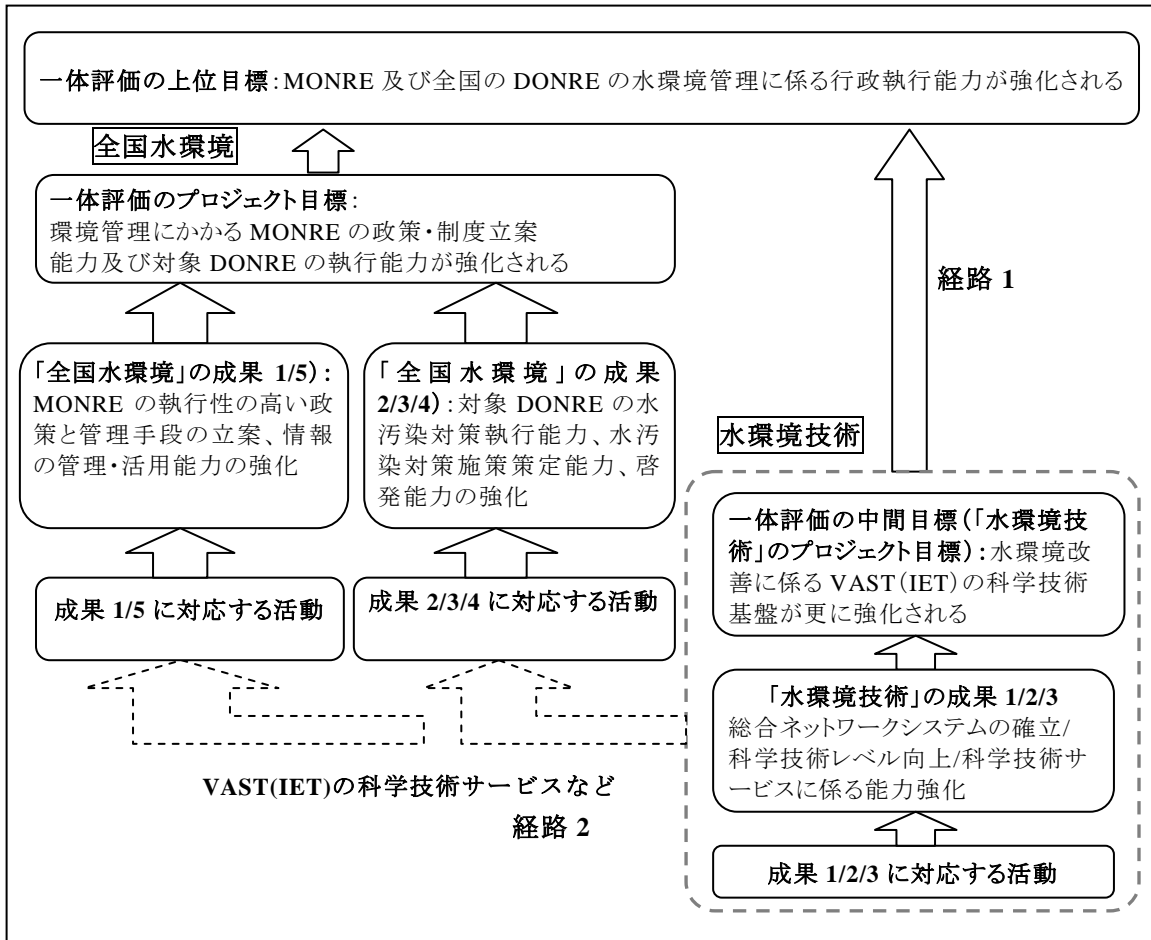 一体評価の上位目標：MONRE 及び全国の DONRE の水環境管理に係る行政執行能力が強化される
全国水環境
一体評価のプロジェクト目標：
環境管理にかかる MONRE の政策・制度立案
能力及び対象 DONRE の執行能力が強化される
経路 1
「全国水環境」の成果 1/5)：
MONRE の執行性の高い政
策と管理手段の立案、情報
の管理・活用能力の強化
「全国水環境」の成果
2/3/4)：対象 DONRE の水
汚染対策執行能力、水汚
染対策施策策定能力、啓
発能力の強化
水環境技術
一体評価の中間目標（「水環境技
術」のプロジェクト目標）：水環境改
善に係る VAST（IET）の科学技術
基盤が更に強化される
成果 1/5 に対応する活動
成果 2/3/4 に対応する活動
「水環境技術」の成果 1/2/3
総合ネットワークシステムの確立/
科学技術レベル向上/科学技術サ
ービスに係る能力強化
VAST(IET)の科学技術サービスなど
経路 2
成果 1/2/3 に対応する活動